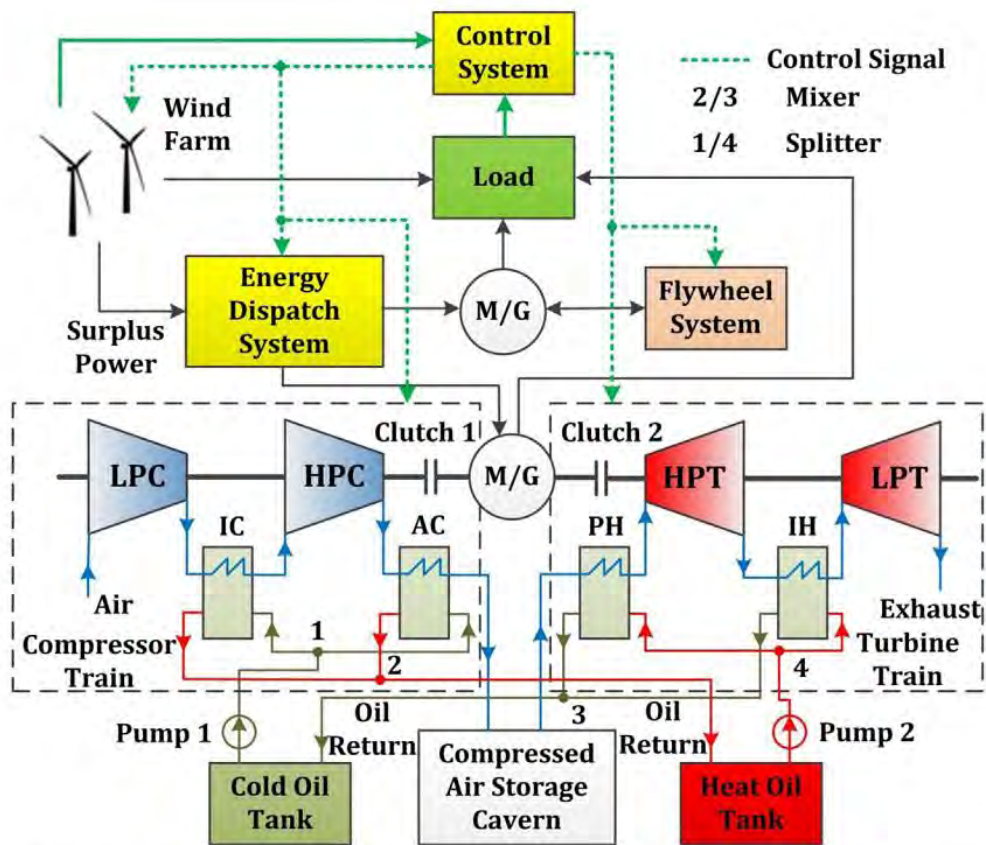 Control
System
Control Signal
2/3 Mixer
1/4 Splitter
Wind
Farm
Load
Energy
Dispatch
System
M/G
Flywheel
System
Surplus
Power
Clutch 1
M/G
Clutch 2
LPC
HPC
HPT
LPT
IC
AC
PH
IH
Air
Exhaust
Compressor
Train
Turbine
Train
1
2
3
4
Pump 1
Oil
Return
Oil
Return
Pump 2
Cold Oil
Tank
Compressed
Air Storage
Cavern
Heat Oil
Tank